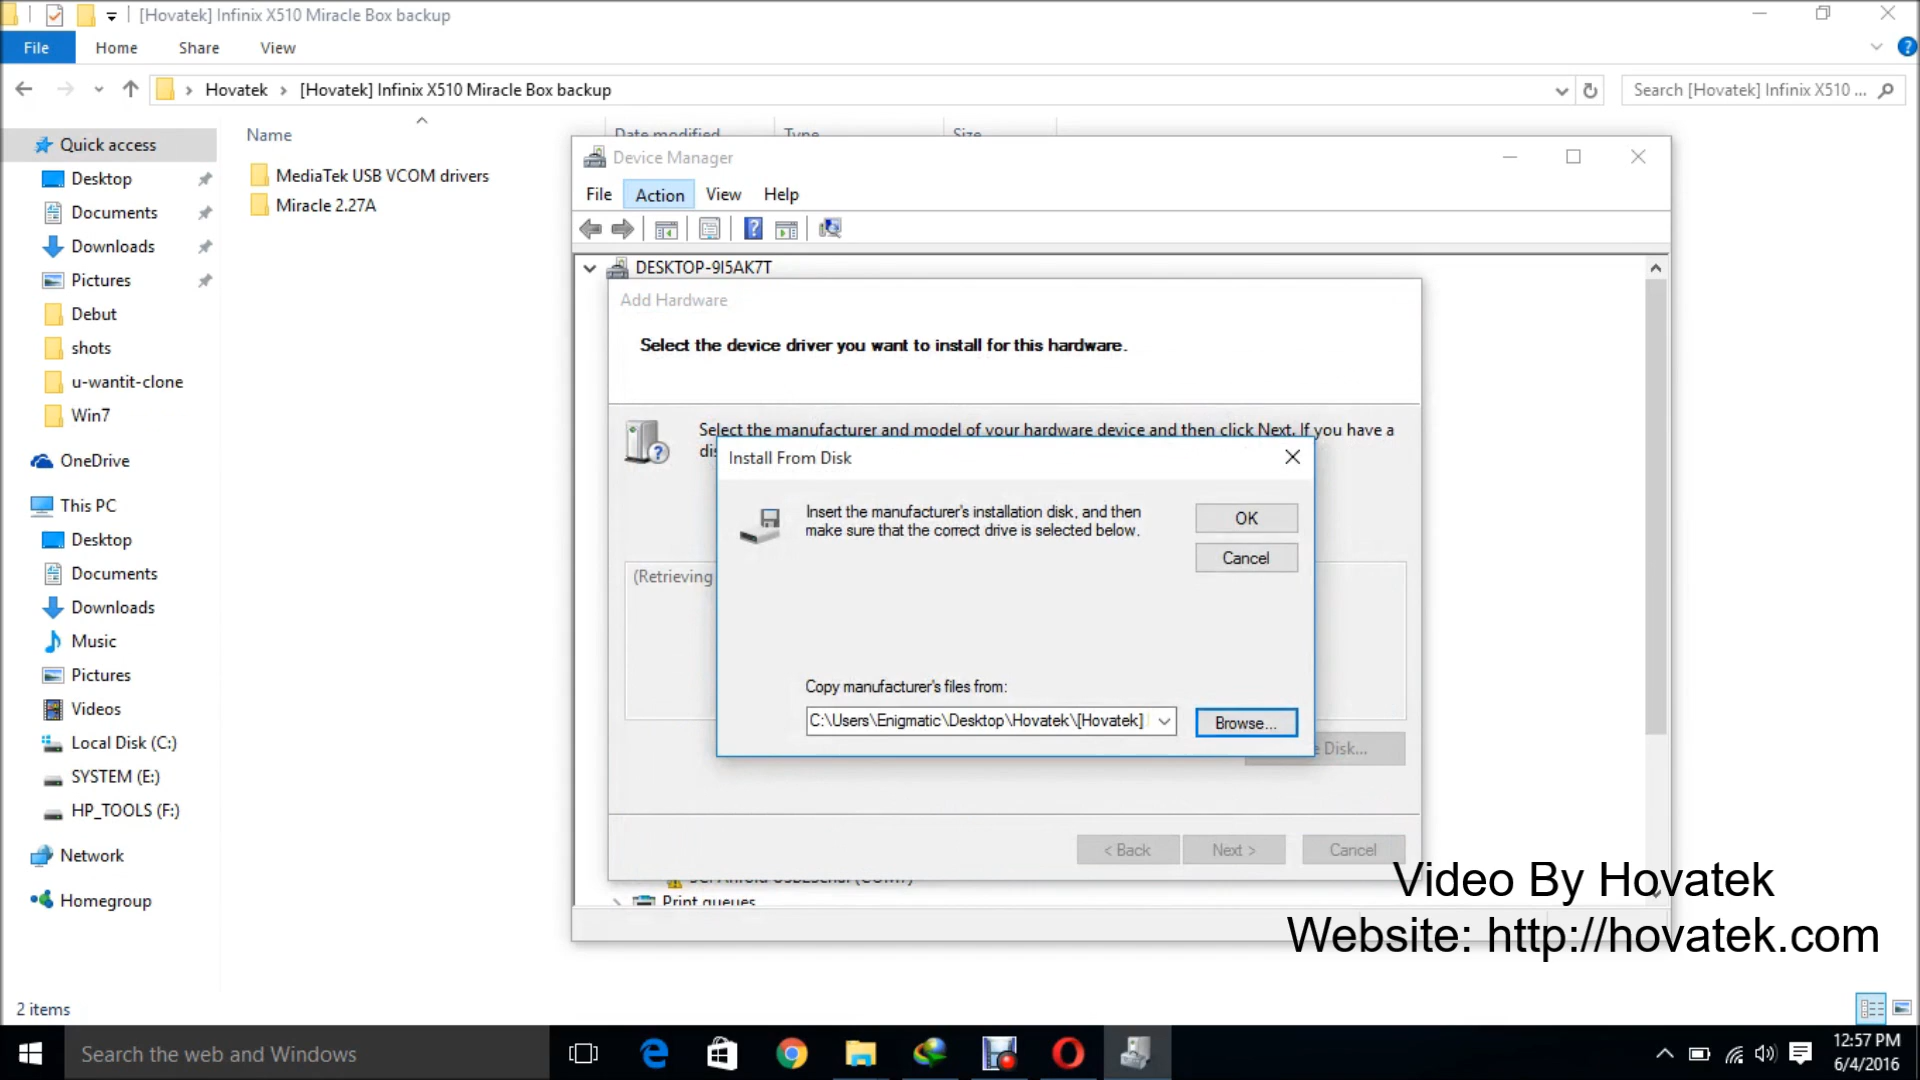 [Hovatek] Infinix X510 Miracle Box backup
File Home Share View
Hovatek [Hovatek] Infinix X510 Miracle Box backup
Search [Hovatek] Infinix X510 ...
Name Date modified Type Size
Quick access
Desktop
Documents
Downloads
Pictures
Debut
shots
u-wantit-clone
Win7
OneDrive
This PC
Desktop
Documents
Downloads
Music
Pictures
Videos
Local Disk (C:)
SYSTEM (E:)
HP_TOOLS (F:)
Network
Homegroup
MediaTek USB VCOM drivers
Miracle 2.27A
Device Manager
File Action View Help
DESKTOP-9I5AK7T
Add Hardware
Select the device driver you want to install for this hardware.
Select the manufacturer and model of your hardware device and then click Next. If you have a
Install From Disk
Insert the manufacturer's installation disk, and then
make sure that the correct drive is selected below.
OK
Cancel
(Retrieving
Copy manufacturer's files from:
C:\Users\Enigmatic\Desktop\Hovatek\[Hovatek]
Browse...
Disk...
< Back Next > Cancel
Print queues
Video By Hovatek
Website: http://hovatek.com
2 items
Search the web and Windows
12:57 PM
6/4/2016